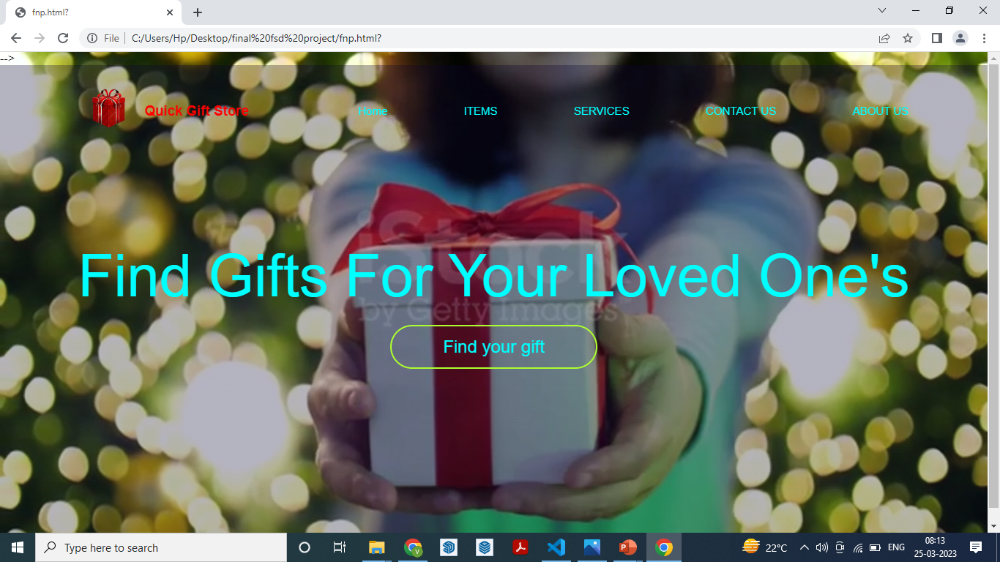 fnp.html?
File
C:/Users/Hp/Desktop/final%20fsd%20project/fnp.html?
-->
Quick Gift Store
Home
ITEMS
SERVICES
CONTACT US
ABOUT US
iStock
Find Gifts For Your Loved One's
by Getty Images
Find your gift
Type here to search
V
P
22°C
ENG
08:13
25-03-2023